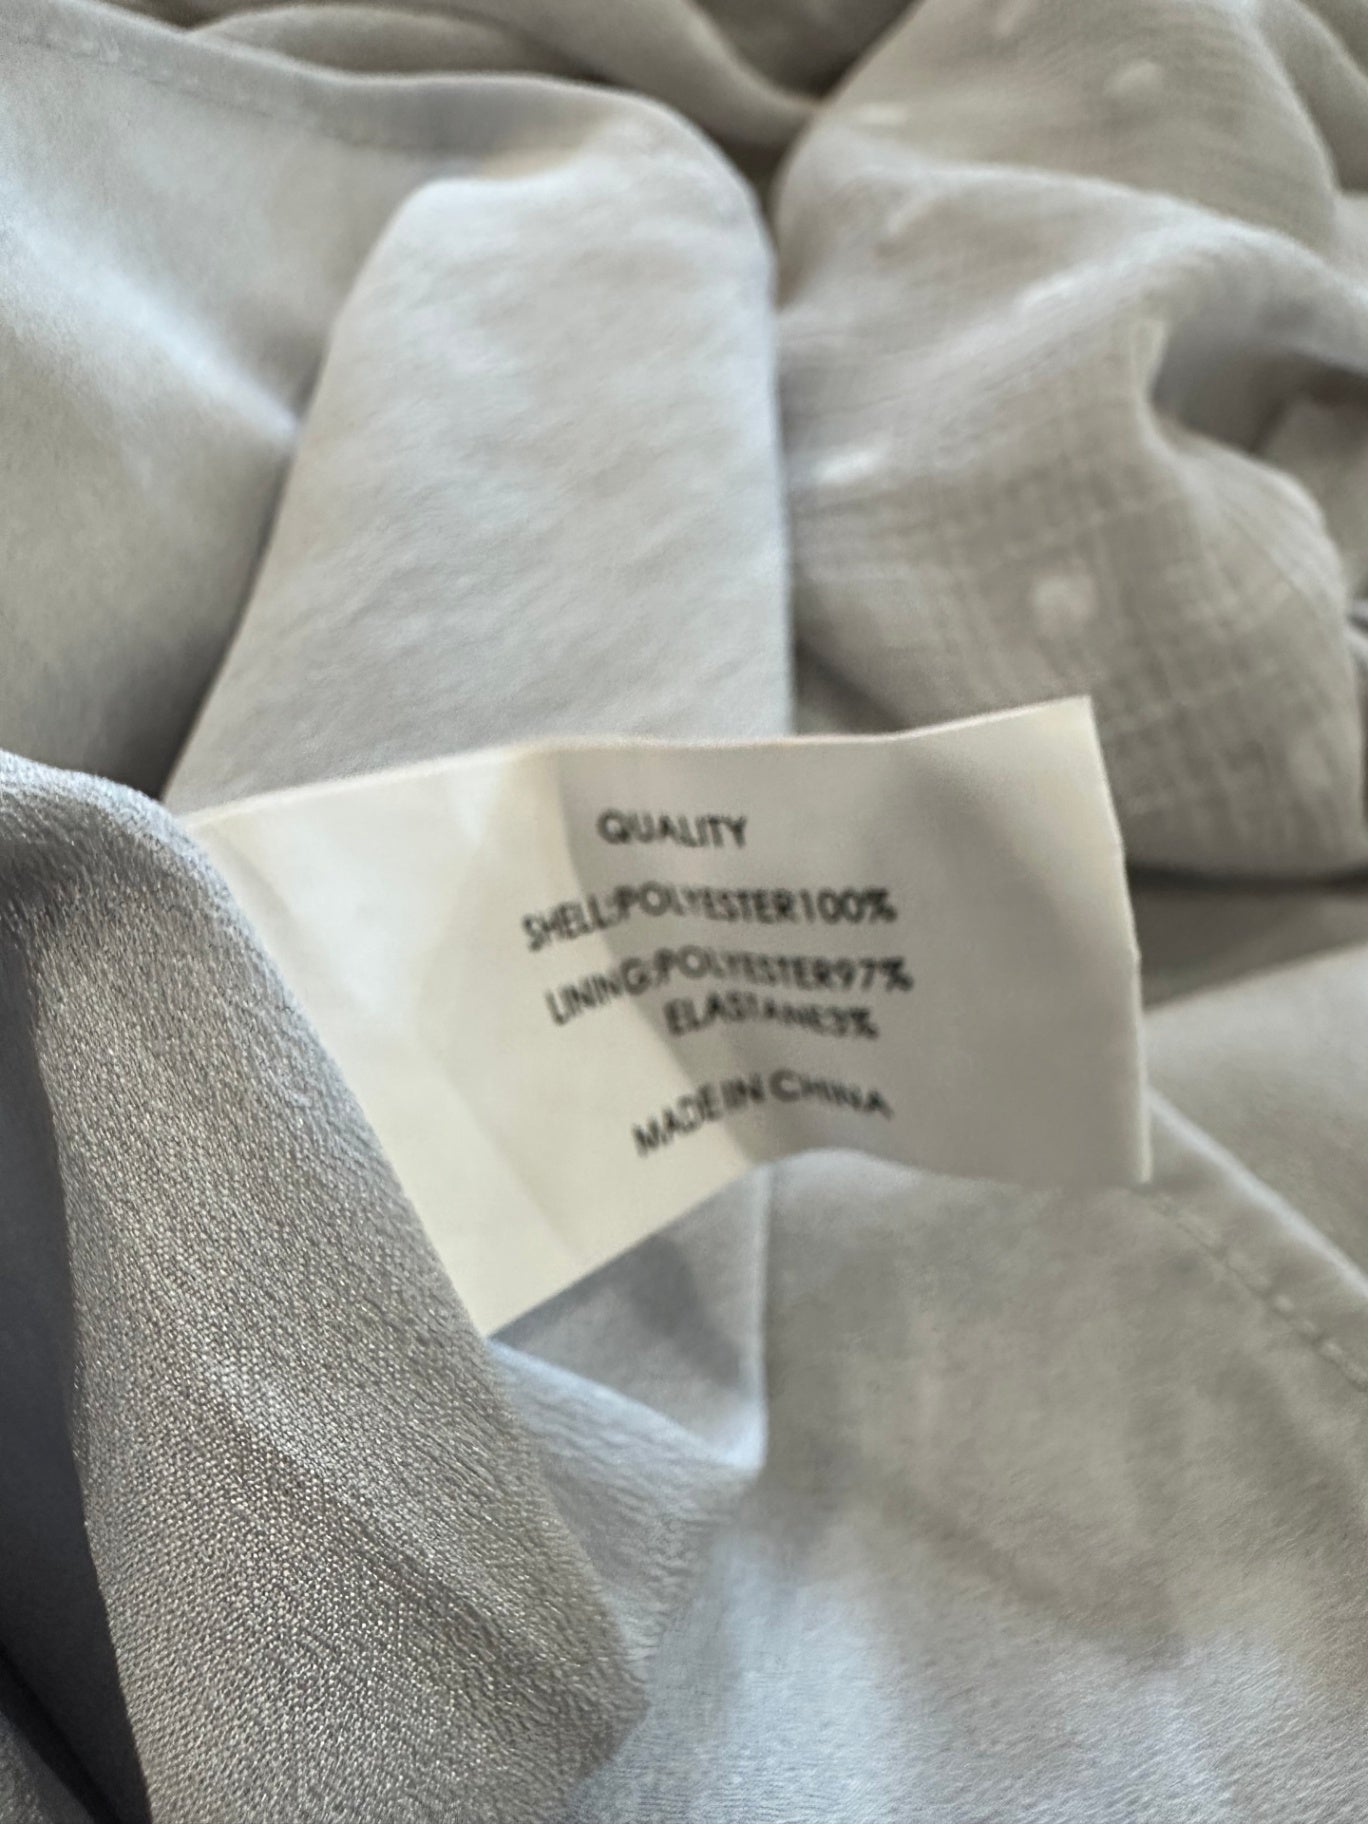 QUALITY
SHELL:POLYESTER100%
LINING:POLYESTER97%
ELASTANE3%
MADE IN CHINA